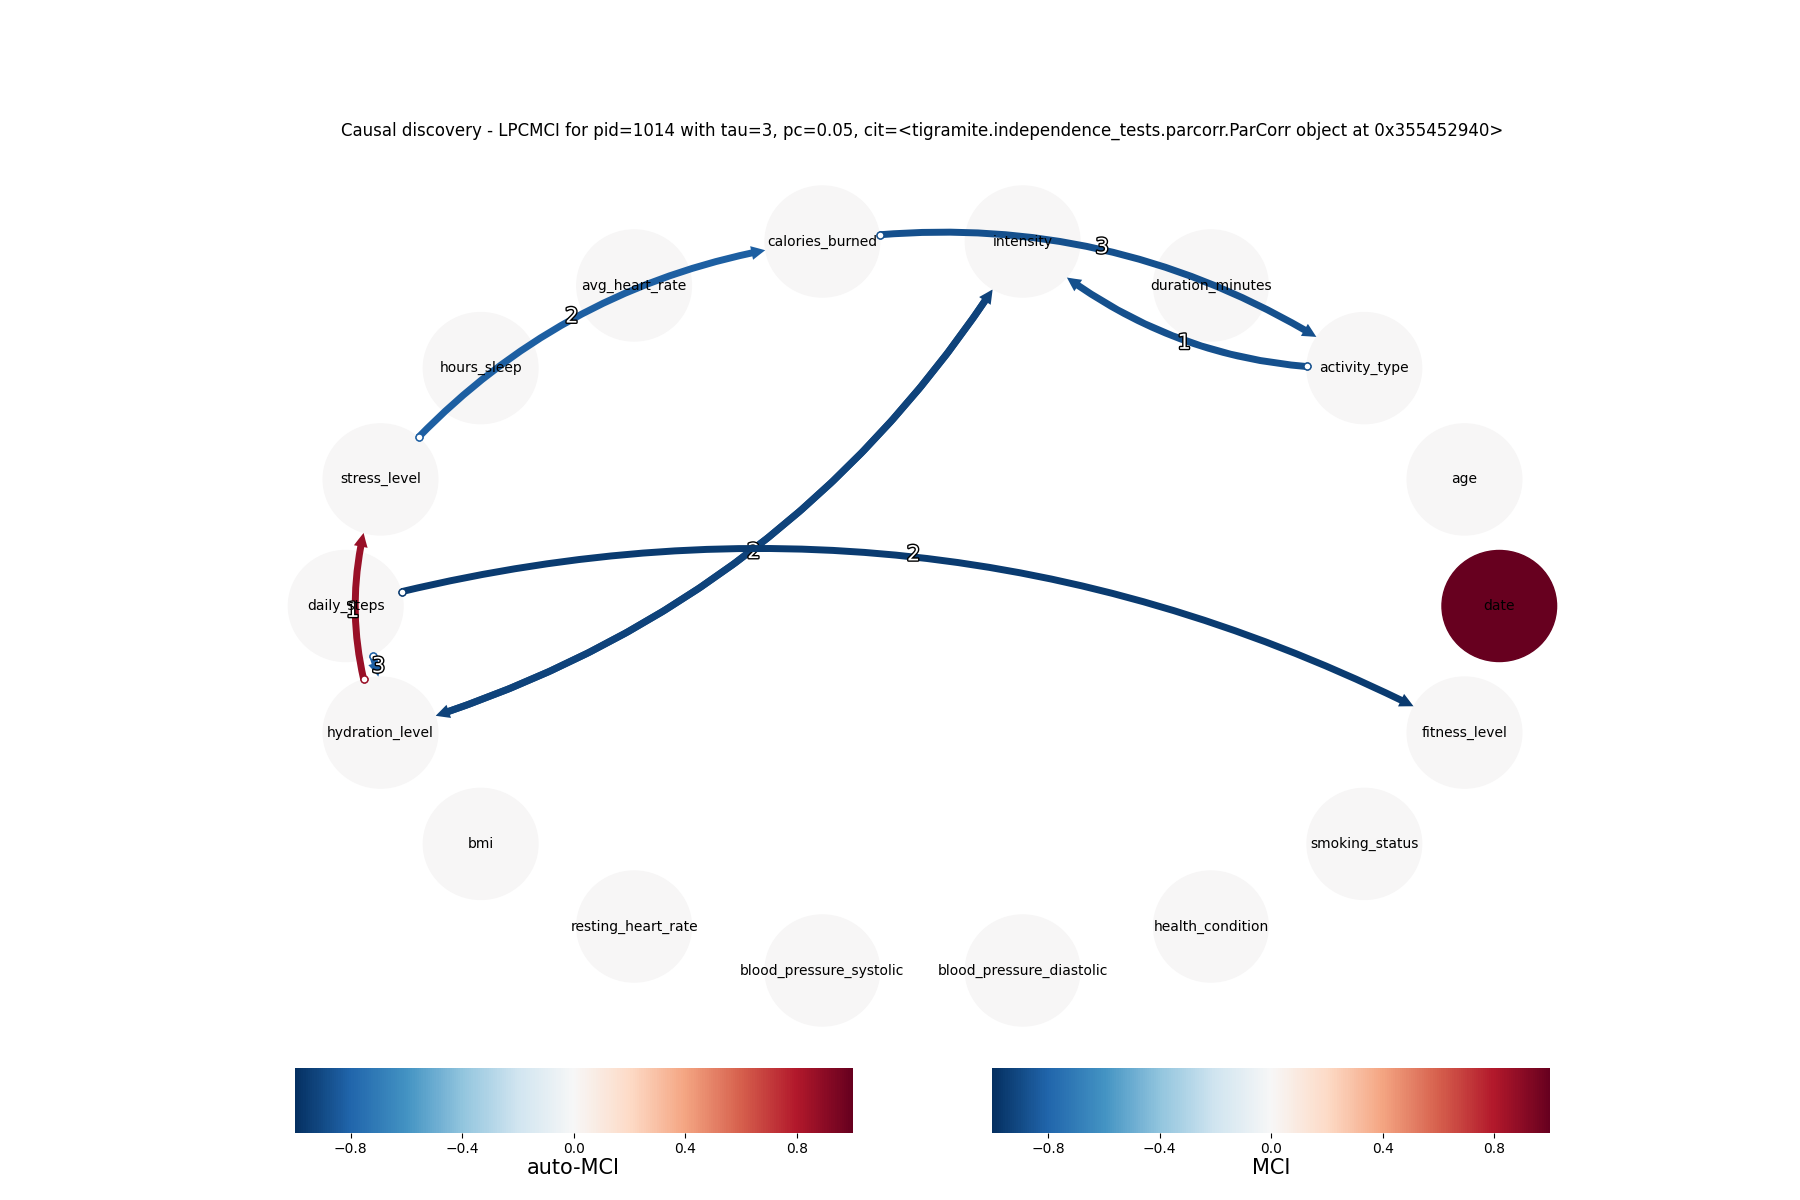 Causal discovery - LPCMCI for pid=1014 with tau=3, pc=0.05, cit=<tigramite.independence_tests.parcorr.ParCorr object at 0x355452940>
calories_burned
intensity
3
avg_heart_rate
duration_minutes
2
1
hours_sleep
activity_type
stress_level
age
2
2
daily_steps
1
date
3
hydration_level
fitness_level
bmi
smoking_status
resting_heart_rate
health_condition
blood_pressure_systolic
blood_pressure_diastolic
−0.8 −0.4 0.0 0.4 0.8
auto-MCI
−0.8 −0.4 0.0 0.4 0.8
MCI